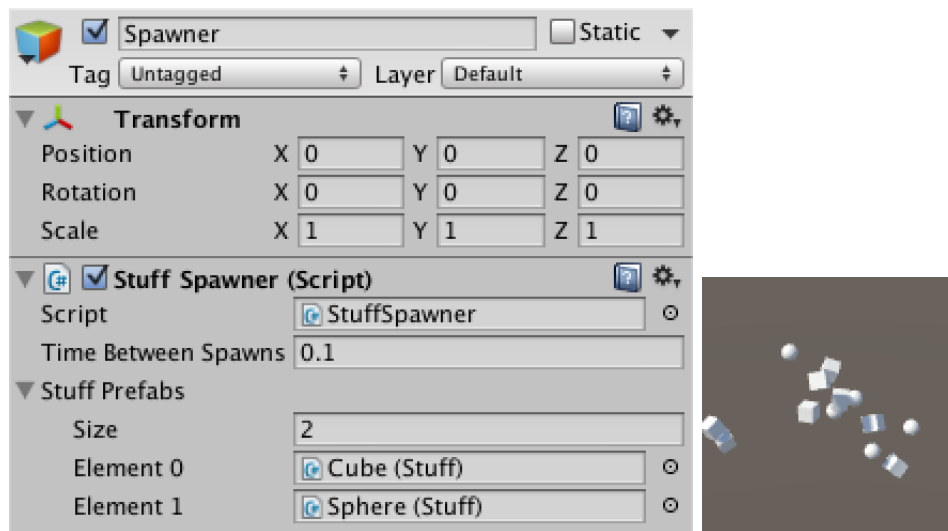 Spawner Static
Tag Untagged Layer Default
Transform
Position X 0 Y 0 Z 0
Rotation X 0 Y 0 Z 0
Scale X 1 Y 1 Z 1
Stuff Spawner (Script)
Script StuffSpawner
Time Between Spawns 0.1
Stuff Prefabs
Size 2
Element 0 Cube (Stuff)
Element 1 Sphere (Stuff)